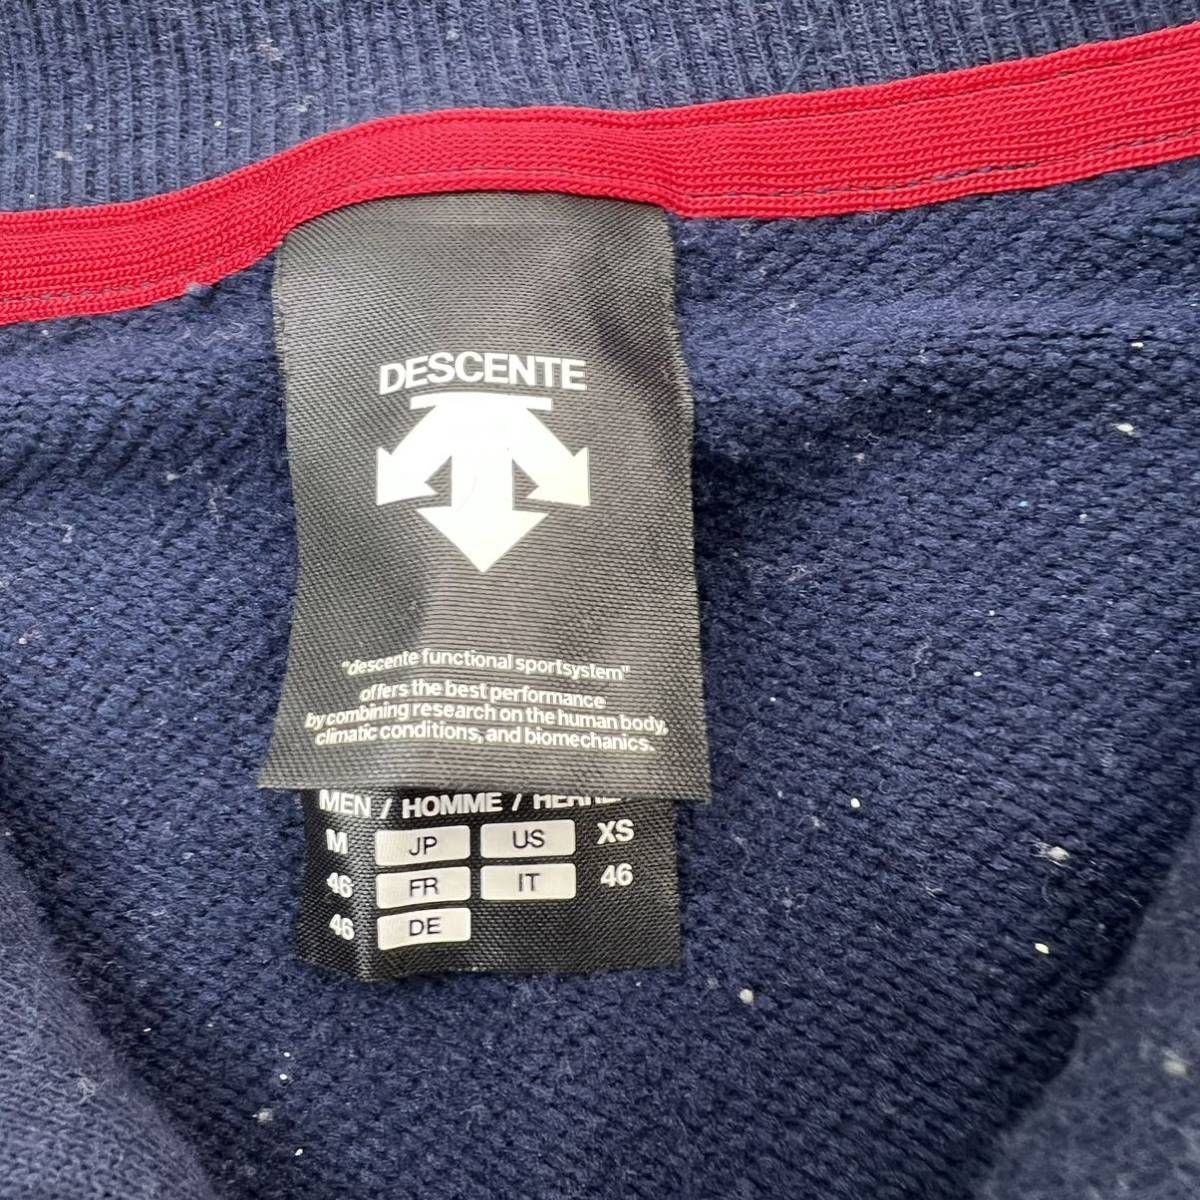 DESCENTE
"descente functional sportsystem"
offers the best performance
by combining research on the human body,
climatic conditions, and biomechanics.
MEN / HOMME /
M JP US XS
46 FR IT 46
46 DE